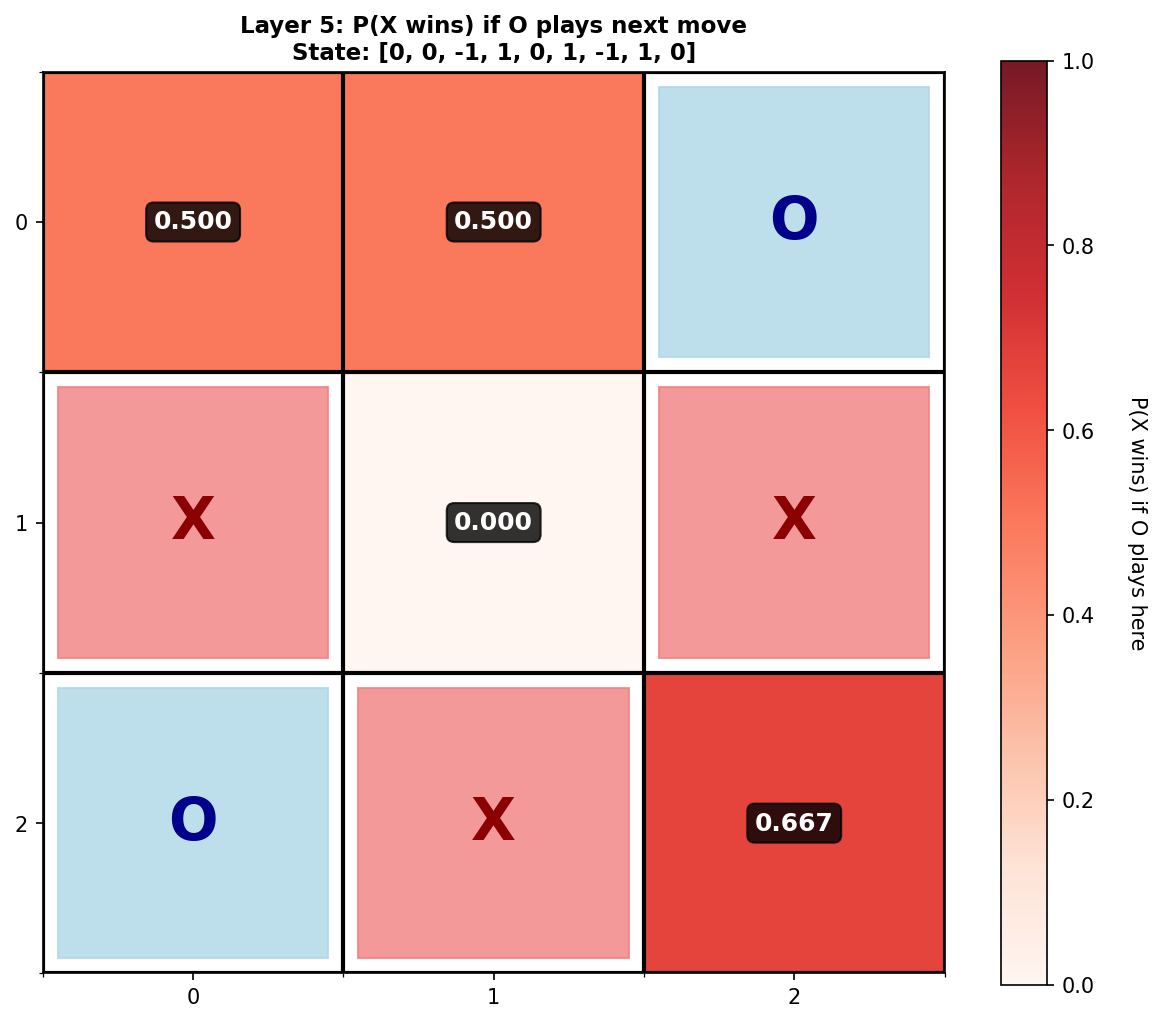 Layer 5: P(X wins) if O plays next move
State: [0, 0, -1, 1, 0, 1, -1, 1, 0]
0
0.500
0.500
O
1
X
0.000
X
2
O
X
0.667
0
1
2
1.0
0.8
0.6
0.4
0.2
0.0
P(X wins) if O plays here